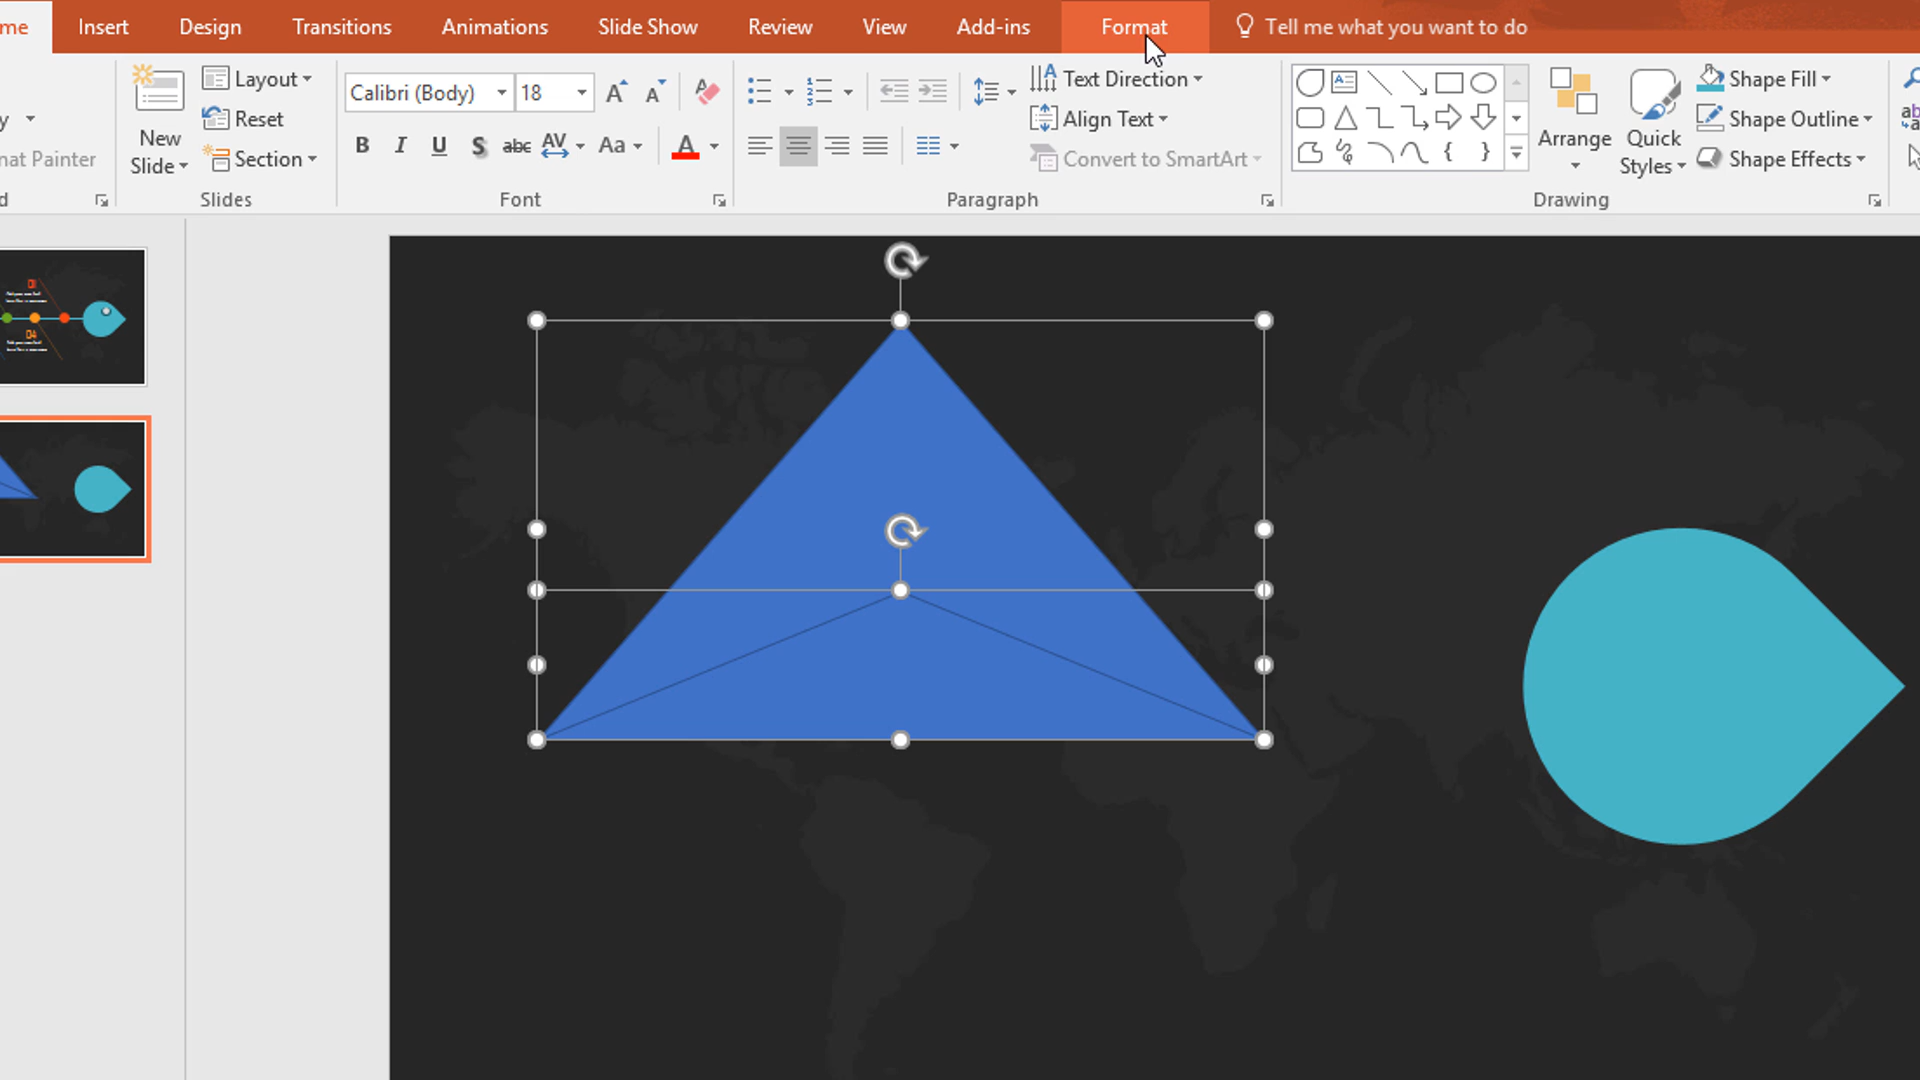 me Insert Design Transitions Animations Slide Show Review View Add-ins Format Tell me what you want to do
Layout Calibri (Body) 18 Text Direction Shape Fill
New Slide Reset Align Text Arrange Quick Styles Shape Outline
nat Painter Section B I U S abc AV Aa A Convert to SmartArt Shape Effects
d Slides Font Paragraph Drawing